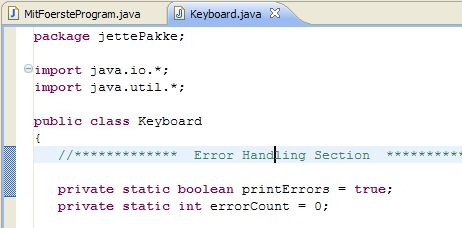 MitFoersteProgram.java
Keyboard.java
package jettePakke;
import java.io.*;
import java.util.*;
public class Keyboard
{
//************* Error Handling Section **********
private static boolean printErrors = true;
private static int errorCount = 0;